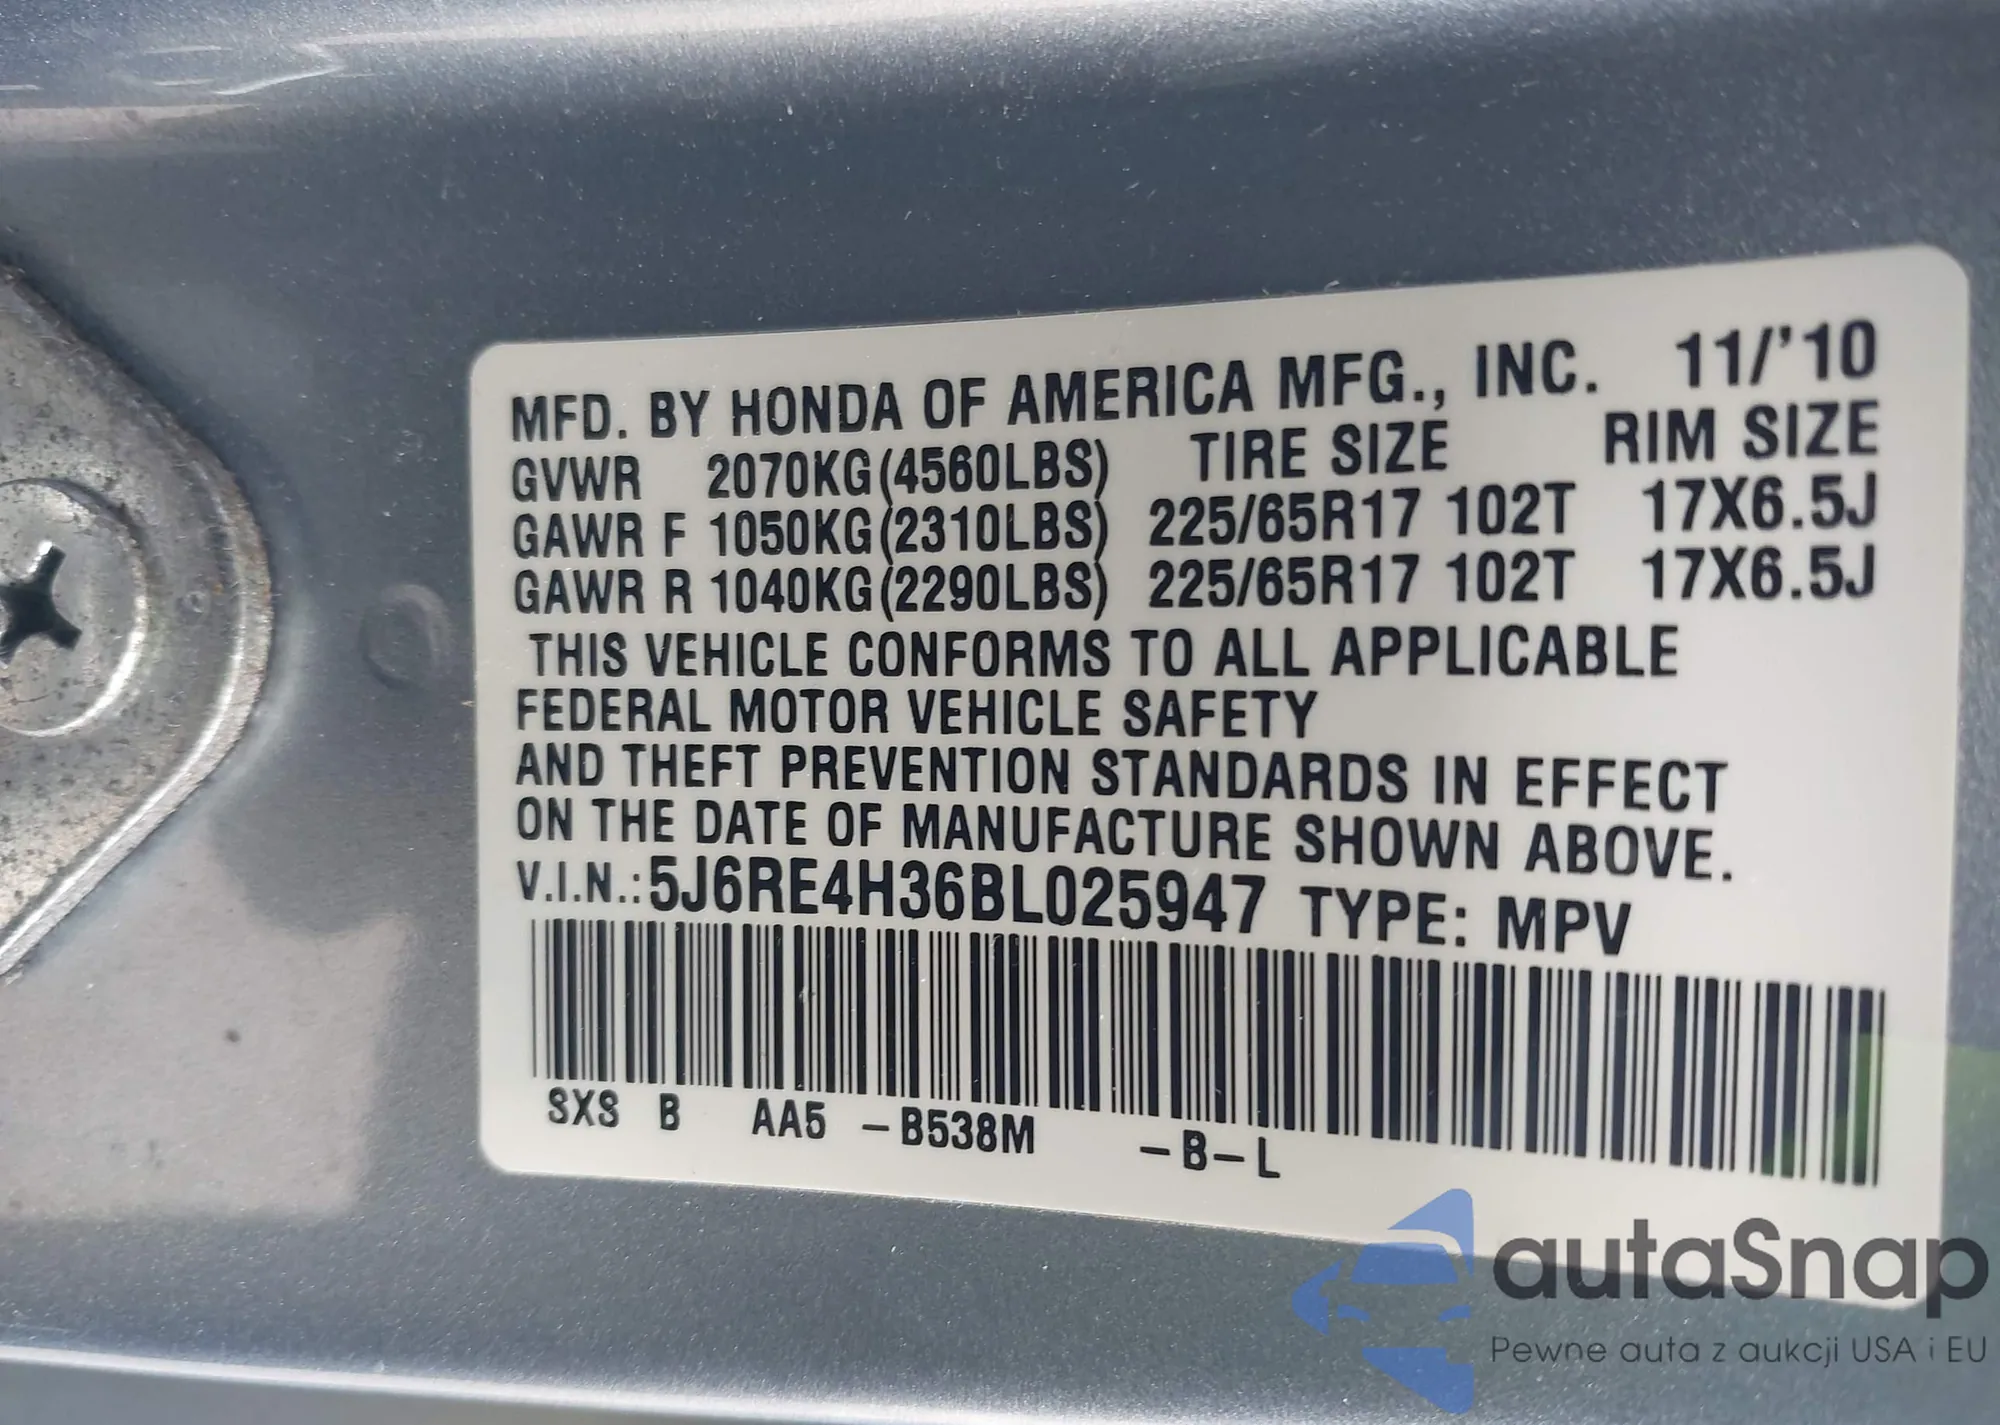 MFD. BY HONDA OF AMERICA MFG., INC. 11/'10
GVWR 2070KG(4560LBS) TIRE SIZE RIM SIZE
GAWR F 1050KG(2310LBS) 225/65R17 102T 17X6.5J
GAWR R 1040KG(2290LBS) 225/65R17 102T 17X6.5J
THIS VEHICLE CONFORMS TO ALL APPLICABLE
FEDERAL MOTOR VEHICLE SAFETY
AND THEFT PREVENTION STANDARDS IN EFFECT
ON THE DATE OF MANUFACTURE SHOWN ABOVE.
V.I.N.:5J6RE4H36BL025947 TYPE: MPV
SXS B AA5 -B538M -B-L
autaSnap
Pewne auta z aukcji USA i EU